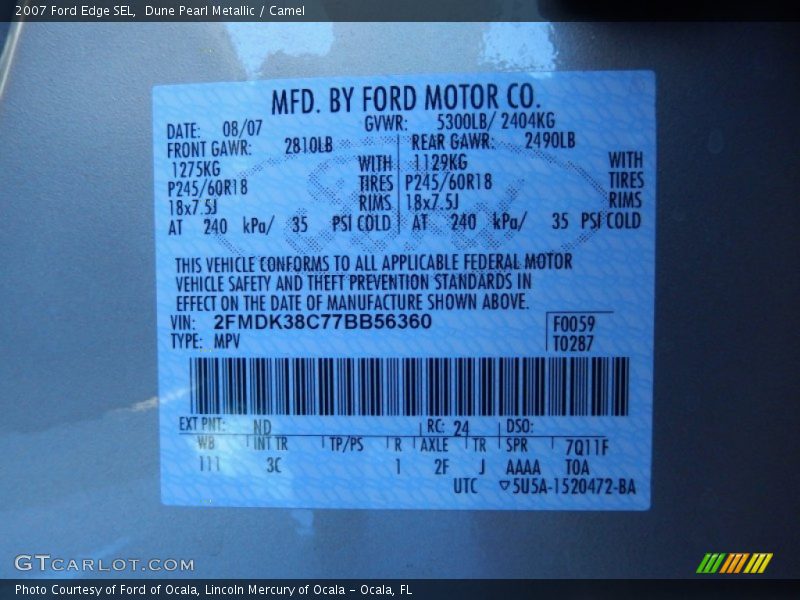 2007 Ford Edge SEL, Dune Pearl Metallic / Camel
MFD. BY FORD MOTOR CO.
DATE: 08/07 GVWR: 5300LB/ 2404KG
FRONT GAWR: 2810LB REAR GAWR: 2490LB
1275KG WITH 1129KG WITH
P245/60R18 TIRES P245/60R18 TIRES
18x7.5J RIMS 18x7.5J RIMS
AT 240 kPa/ 35 PSI COLD AT 240 kPa/ 35 PSI COLD
THIS VEHICLE CONFORMS TO ALL APPLICABLE FEDERAL MOTOR
VEHICLE SAFETY AND THEFT PREVENTION STANDARDS IN
EFFECT ON THE DATE OF MANUFACTURE SHOWN ABOVE.
VIN: 2FMDK38C77BB56360 F0059
TYPE: MPV T0287
EXT PNT: ND RC: 24 DSO:
WB INT TR TP/PS R AXLE TR SPR 7Q11F
111 3C 1 2F J AAAA TOA
UTC ▽5U5A-1520472-BA
GTCARLOT.COM
Photo Courtesy of Ford of Ocala, Lincoln Mercury of Ocala - Ocala, FL